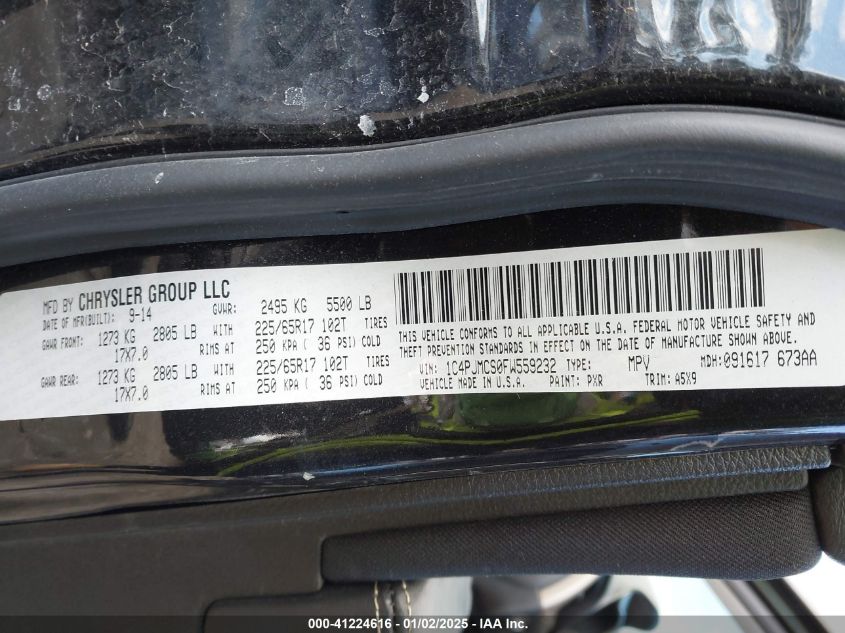 MFD BY CHRYSLER GROUP LLC
DATE OF MFR(BUILT): 9-14 GVWR: 2495 KG 5500 LB
GAWR FRONT: 1273 KG 2805 LB WITH 225/65R17 102T TIRES
17X7.0 RIMS AT 250 KPA ( 36 PSI) COLD
GAWR REAR: 1273 KG 2805 LB WITH 225/65R17 102T TIRES
17X7.0 RIMS AT 250 KPA ( 36 PSI) COLD
THIS VEHICLE CONFORMS TO ALL APPLICABLE U.S.A. FEDERAL MOTOR VEHICLE SAFETY AND
THEFT PREVENTION STANDARDS IN EFFECT ON THE DATE OF MANUFACTURE SHOWN ABOVE.
VIN: 1C4PJMCS0FW559232 TYPE: MPV MDH: 091617 673AA
VEHICLE MADE IN U.S.A. PAINT: PXR TRIM: A5X9
000-41224616 - 01/02/2025 - IAA Inc.